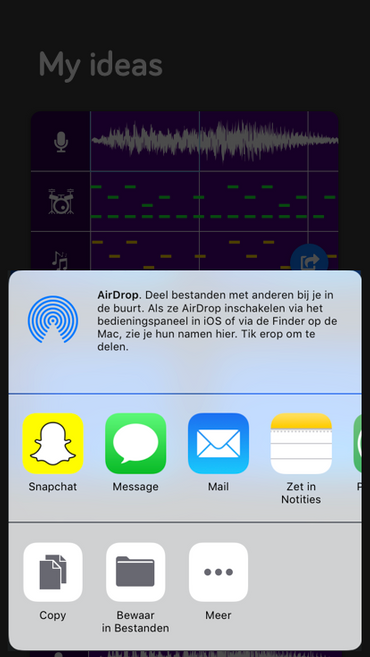 My ideas
AirDrop. Deel bestanden met anderen bij je in
de buurt. Als ze AirDrop inschakelen via het
bedieningspaneel in iOS of via de Finder op de
Mac, zie je hun namen hier. Tik erop om te
delen.
Snapchat
Message
Mail
Zet in
Notities
Copy
Bewaar
in Bestanden
Meer